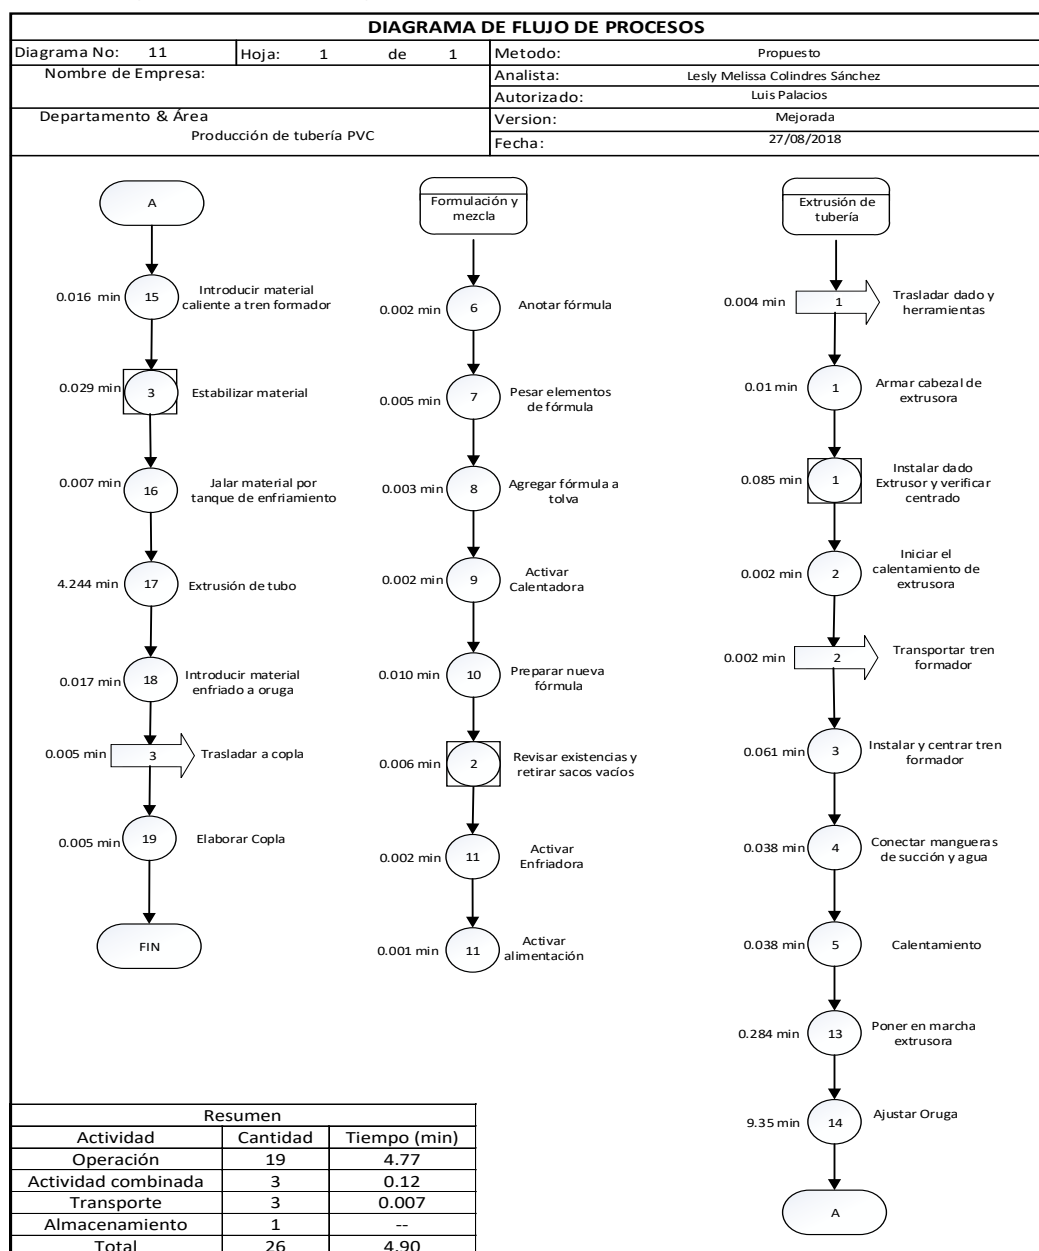 DIAGRAMA DE FLUJO DE PROCESOS
Diagrama No: 11 Hoja: 1 de 1 Metodo: Propuesto
Nombre de Empresa:
Analista: Lesly Melissa Colindres Sánchez
Autorizado: Luis Palacios
Departamento & Área
Producción de tubería PVC
Version: Mejorada
Fecha: 27/08/2018
A
0.016 min 15 Introducir material
caliente a tren formador
0.029 min 3 Estabilizar material
0.007 min 16 Jalar material por
tanque de enfriamiento
4.244 min 17 Extrusión de tubo
0.017 min 18 Introducir material
enfriado a oruga
0.005 min 3 Trasladar a copla
0.005 min 19 Elaborar Copla
FIN
Formulación y
mezcla
0.002 min 6 Anotar fórmula
0.005 min 7 Pesar elementos
de fórmula
0.003 min 8 Agregar fórmula a
tolva
0.002 min 9 Activar
Calentadora
0.010 min 10 Preparar nueva
fórmula
0.006 min 2 Revisar existencias y
retirar sacos vacíos
0.002 min 11 Activar
Enfriadora
0.001 min 11 Activar
alimentación
Extrusión de
tubería
0.004 min 1 Trasladar dado y
herramientas
0.01 min 1 Armar cabezal de
extrusora
0.085 min 1 Instalar dado
Extrusor y verificar
centrado
0.002 min 2 Iniciar el
calentamiento de
extrusora
0.002 min 2 Transportar tren
formador
0.061 min 3 Instalar y centrar tren
formador
0.038 min 4 Conectar mangueras
de succión y agua
0.038 min 5 Calentamiento
0.284 min 13 Poner en marcha
extrusora
9.35 min 14 Ajustar Oruga
A
Resumen
Actividad Cantidad Tiempo (min)
Operación 19 4.77
Actividad combinada 3 0.12
Transporte 3 0.007
Almacenamiento 1 --
Total 26 4.90